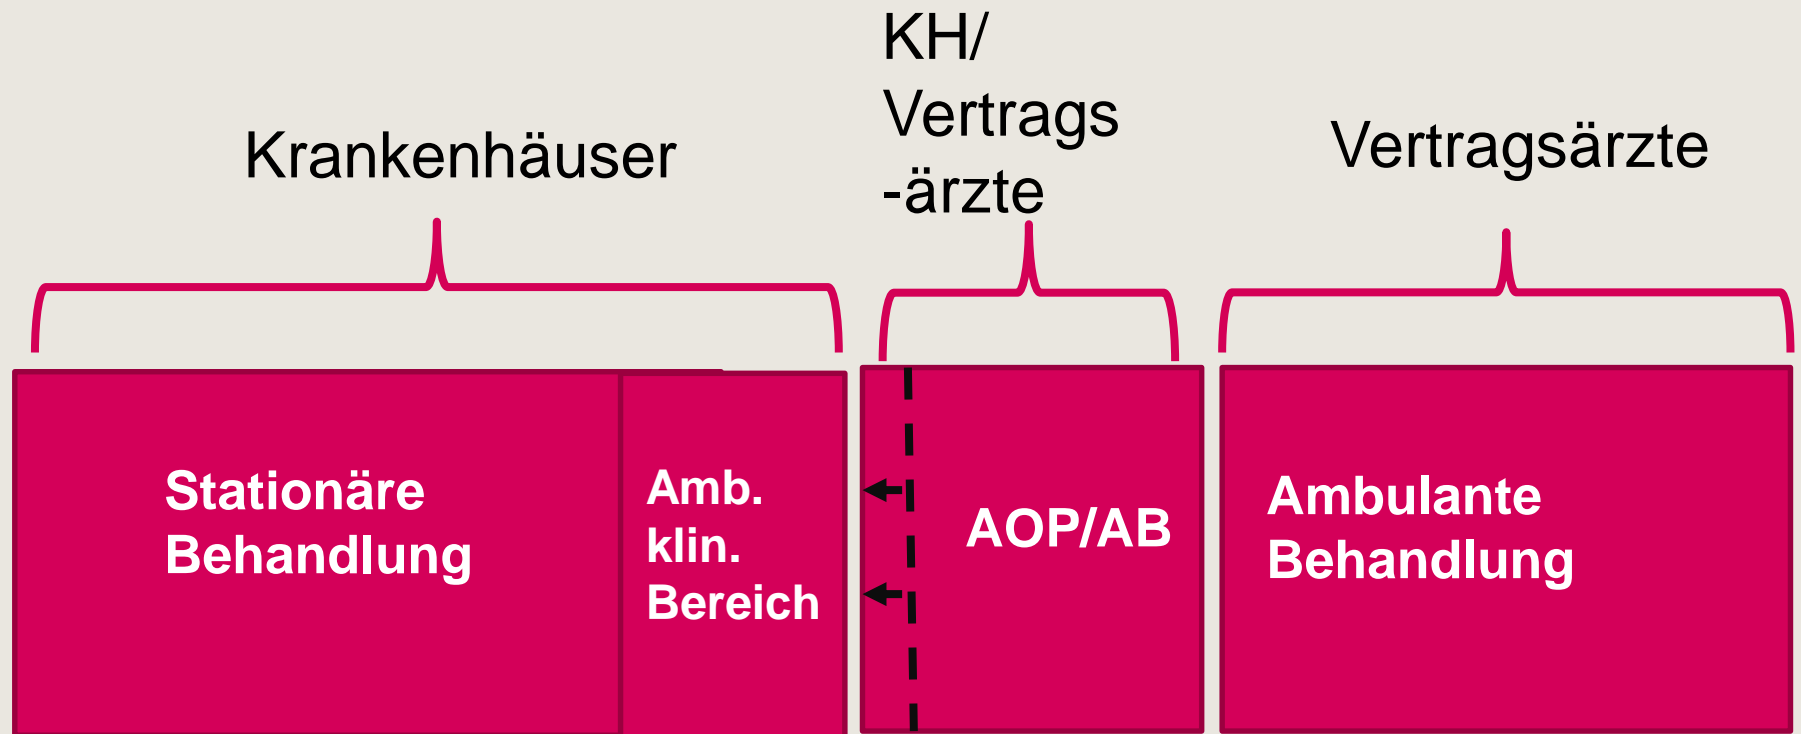 Krankenhäuser
KH/
Vertrags
-ärzte
Vertragsärzte
Stationäre
Behandlung
Amb.
klin.
Bereich
AOP/AB
Ambulante
Behandlung